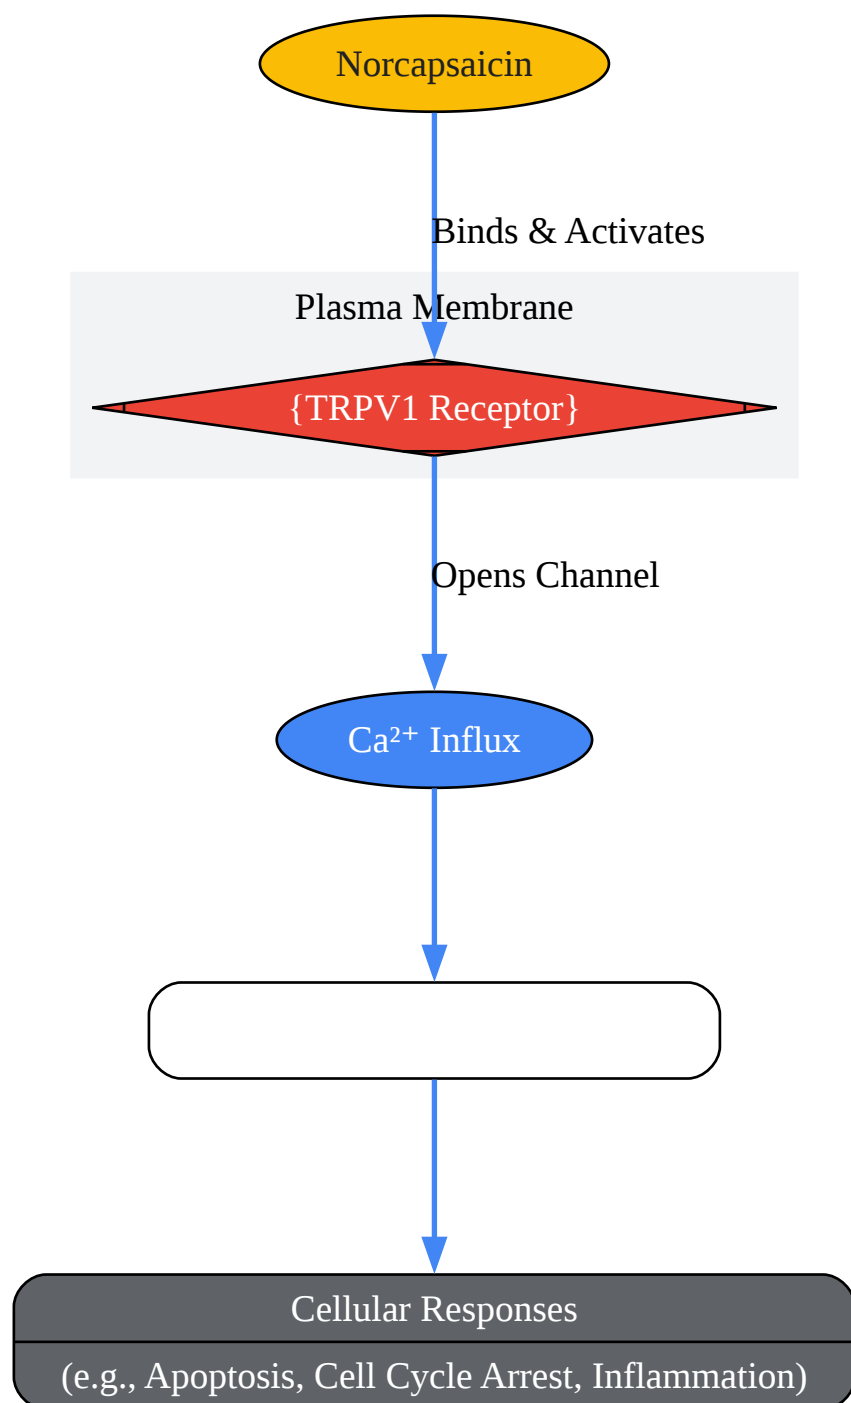 Norcapsaicin
Binds & Activates
Plasma Membrane
{TRPV1 Receptor}
Opens Channel
Ca²⁺ Influx
Cellular Responses
(e.g., Apoptosis, Cell Cycle Arrest, Inflammation)